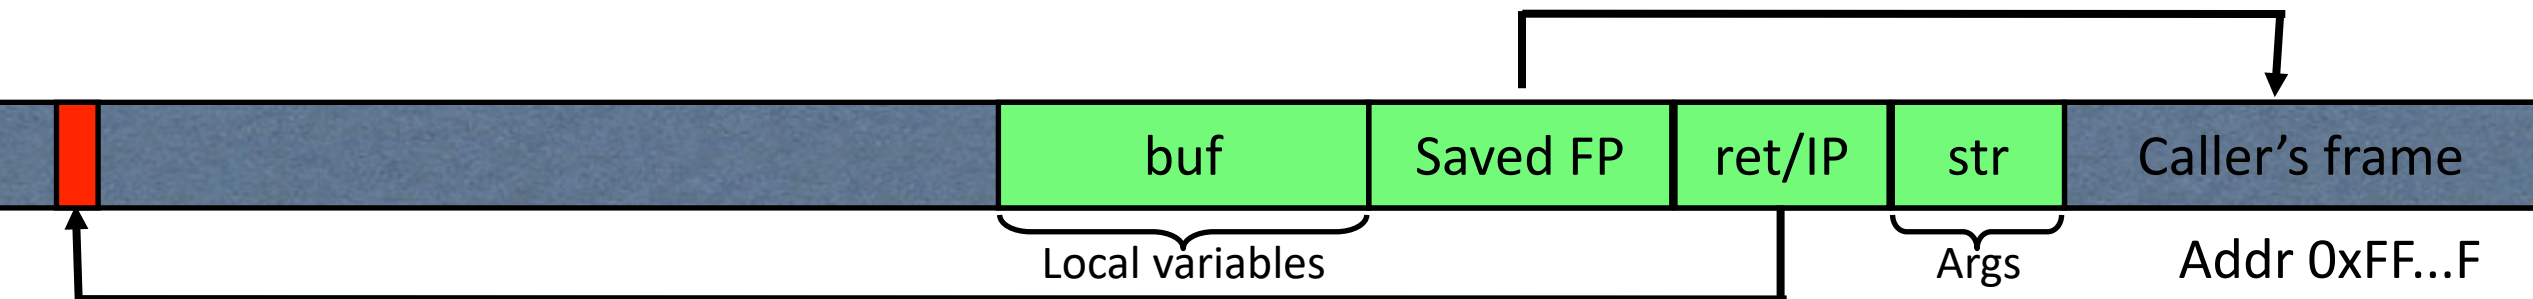 buf Saved FP ret/IP str Caller’s frame
Local variables Args Addr 0xFF...F